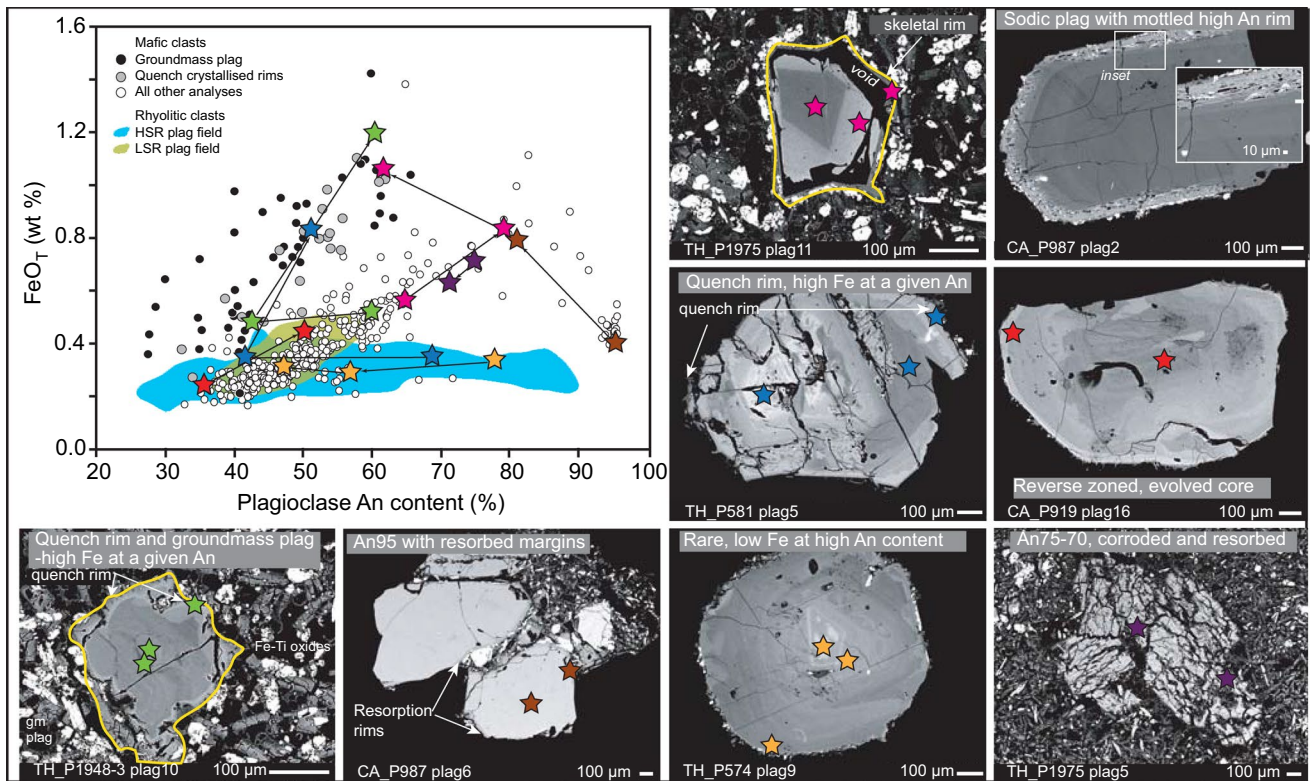 1.6
1.2
0.8
0.4
0.0
FeO_T (wt %)
20 30 40 50 60 70 80 90 100
Plagioclase An content (%)
Mafic clasts
Groundmass plag
Quench crystallised rims
All other analyses
Rhyolitic clasts
HSR plag field
LSR plag field
skeletal rim
void
TH_P1975 plag11 100 µm
Sodic plag with mottled high An rim
inset
10 µm
CA_P987 plag2 100 µm
Quench rim, high Fe at a given An
quench rim
TH_P581 plag5 100 µm
Reverse zoned, evolved core
CA_P919 plag16 100 µm
Quench rim and groundmass plag
-high Fe at a given An
quench rim
Fe-Ti oxides
gm
plag
TH_P1948-3 plag10 100 µm
An95 with resorbed margins
Resorption
rims
CA_P987 plag6 100 µm
Rare, low Fe at high An content
TH_P574 plag9 100 µm
An75-70, corroded and resorbed
TH_P1975 plag5 100 µm